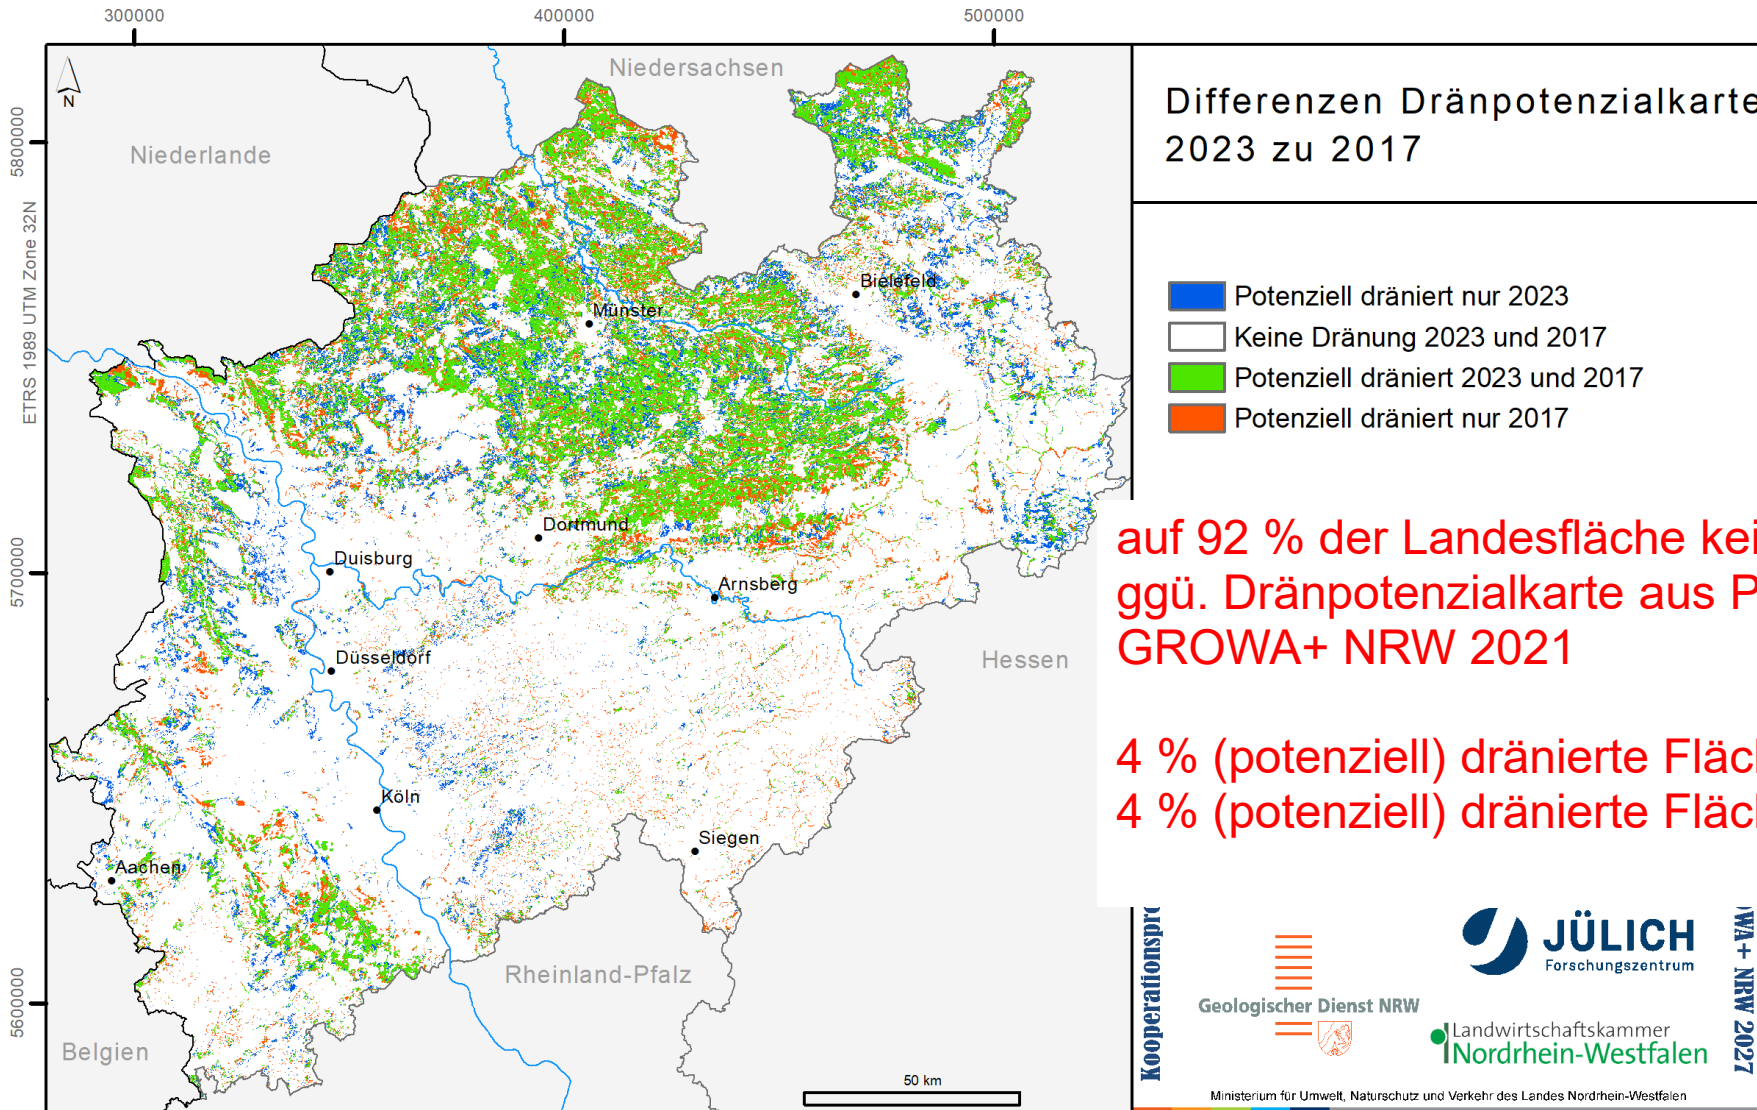 300000
400000
500000
Niedersachsen
N
Niederlande
5800000
ETRS 1989 UTM Zone 32N
5700000
5600000
Bielefeld
Münster
Dortmund
Duisburg
Arnsberg
Düsseldorf
Hessen
Köln
Siegen
Aachen
Rheinland-Pfalz
Belgien
50 km
Differenzen Dränpotenzialkarte
2023 zu 2017
Potenziell dräniert nur 2023
Keine Dränung 2023 und 2017
Potenziell dräniert 2023 und 2017
Potenziell dräniert nur 2017
auf 92 % der Landesfläche kei
ggü. Dränpotenzialkarte aus P
GROWA+ NRW 2021
4 % (potenziell) dränierte Fläc
4 % (potenziell) dränierte Fläc
Kooperationspro
Geologischer Dienst NRW
JÜLICH
Forschungszentrum
Landwirtschaftskammer
Nordrhein-Westfalen
OWA+ NRW 2027
Ministerium für Umwelt, Naturschutz und Verkehr des Landes Nordrhein-Westfalen